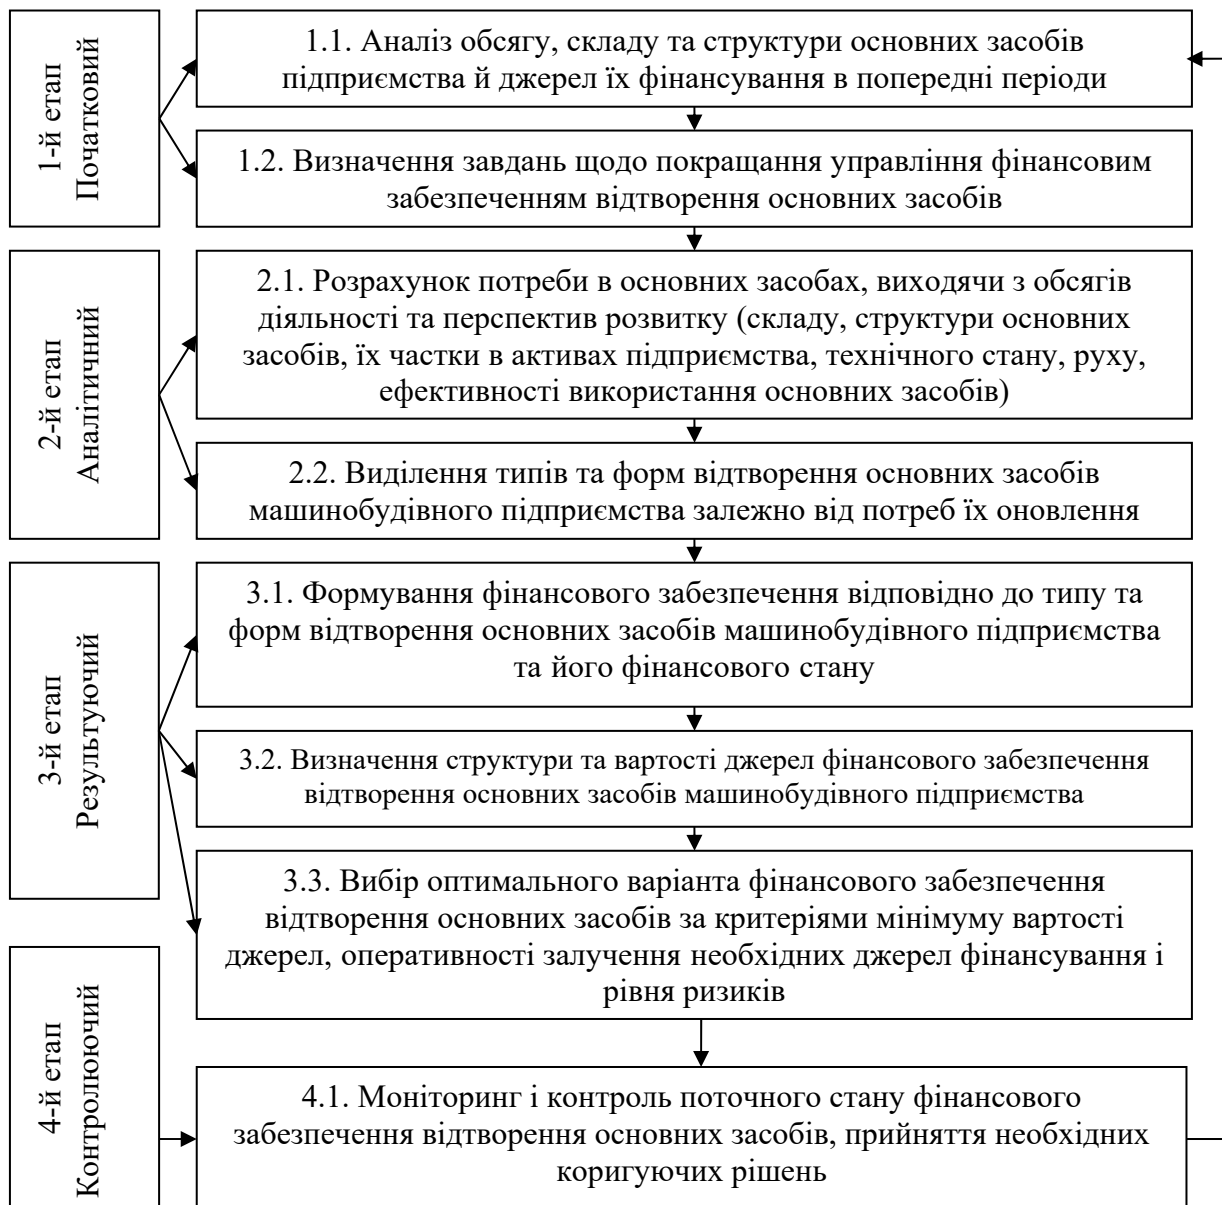 1-й етап
Початковий
1.1. Аналіз обсягу, складу та структури основних засобів
підприємства й джерел їх фінансування в попередні періоди
1.2. Визначення завдань щодо покращання управління фінансовим
забезпеченням відтворення основних засобів
2-й етап
Аналітичний
2.1. Розрахунок потреби в основних засобах, виходячи з обсягів
діяльності та перспектив розвитку (складу, структури основних
засобів, їх частки в активах підприємства, технічного стану, руху,
ефективності використання основних засобів)
2.2. Виділення типів та форм відтворення основних засобів
машинобудівного підприємства залежно від потреб їх оновлення
3-й етап
Результуючий
3.1. Формування фінансового забезпечення відповідно до типу та
форм відтворення основних засобів машинобудівного підприємства
та його фінансового стану
3.2. Визначення структури та вартості джерел фінансового забезпечення
відтворення основних засобів машинобудівного підприємства
3.3. Вибір оптимального варіанта фінансового забезпечення
відтворення основних засобів за критеріями мінімуму вартості
джерел, оперативності залучення необхідних джерел фінансування і
рівня ризиків
4-й етап
Контролюючий
4.1. Моніторинг і контроль поточного стану фінансового
забезпечення відтворення основних засобів, прийняття необхідних
коригуючих рішень